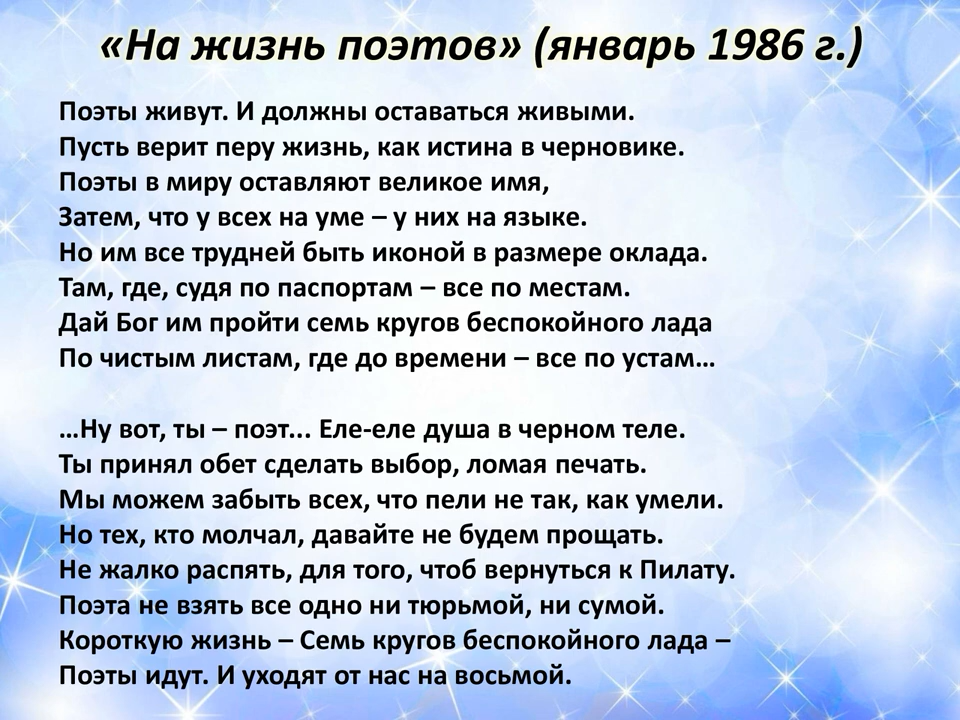 «На жизнь поэтов» (январь 1986 г.)
Поэты живут. И должны оставаться живыми.
Пусть верит перу жизнь, как истина в черновике.
Поэты в миру оставляют великое имя,
Затем, что у всех на уме – у них на языке.
Но им все трудней быть иконой в размере оклада.
Там, где, судя по паспортам – все по местам.
Дай Бог им пройти семь кругов беспокойного лада
По чистым листам, где до времени – все по устам…
…Ну вот, ты – поэт... Еле-еле душа в черном теле.
Ты принял обет сделать выбор, ломая печать.
Мы можем забыть всех, что пели не так, как умели.
Но тех, кто молчал, давайте не будем прощать.
Не жалко распять, для того, чтоб вернуться к Пилату.
Поэта не взять все одно ни тюрьмой, ни сумой.
Короткую жизнь – Семь кругов беспокойного лада –
Поэты идут. И уходят от нас на восьмой.